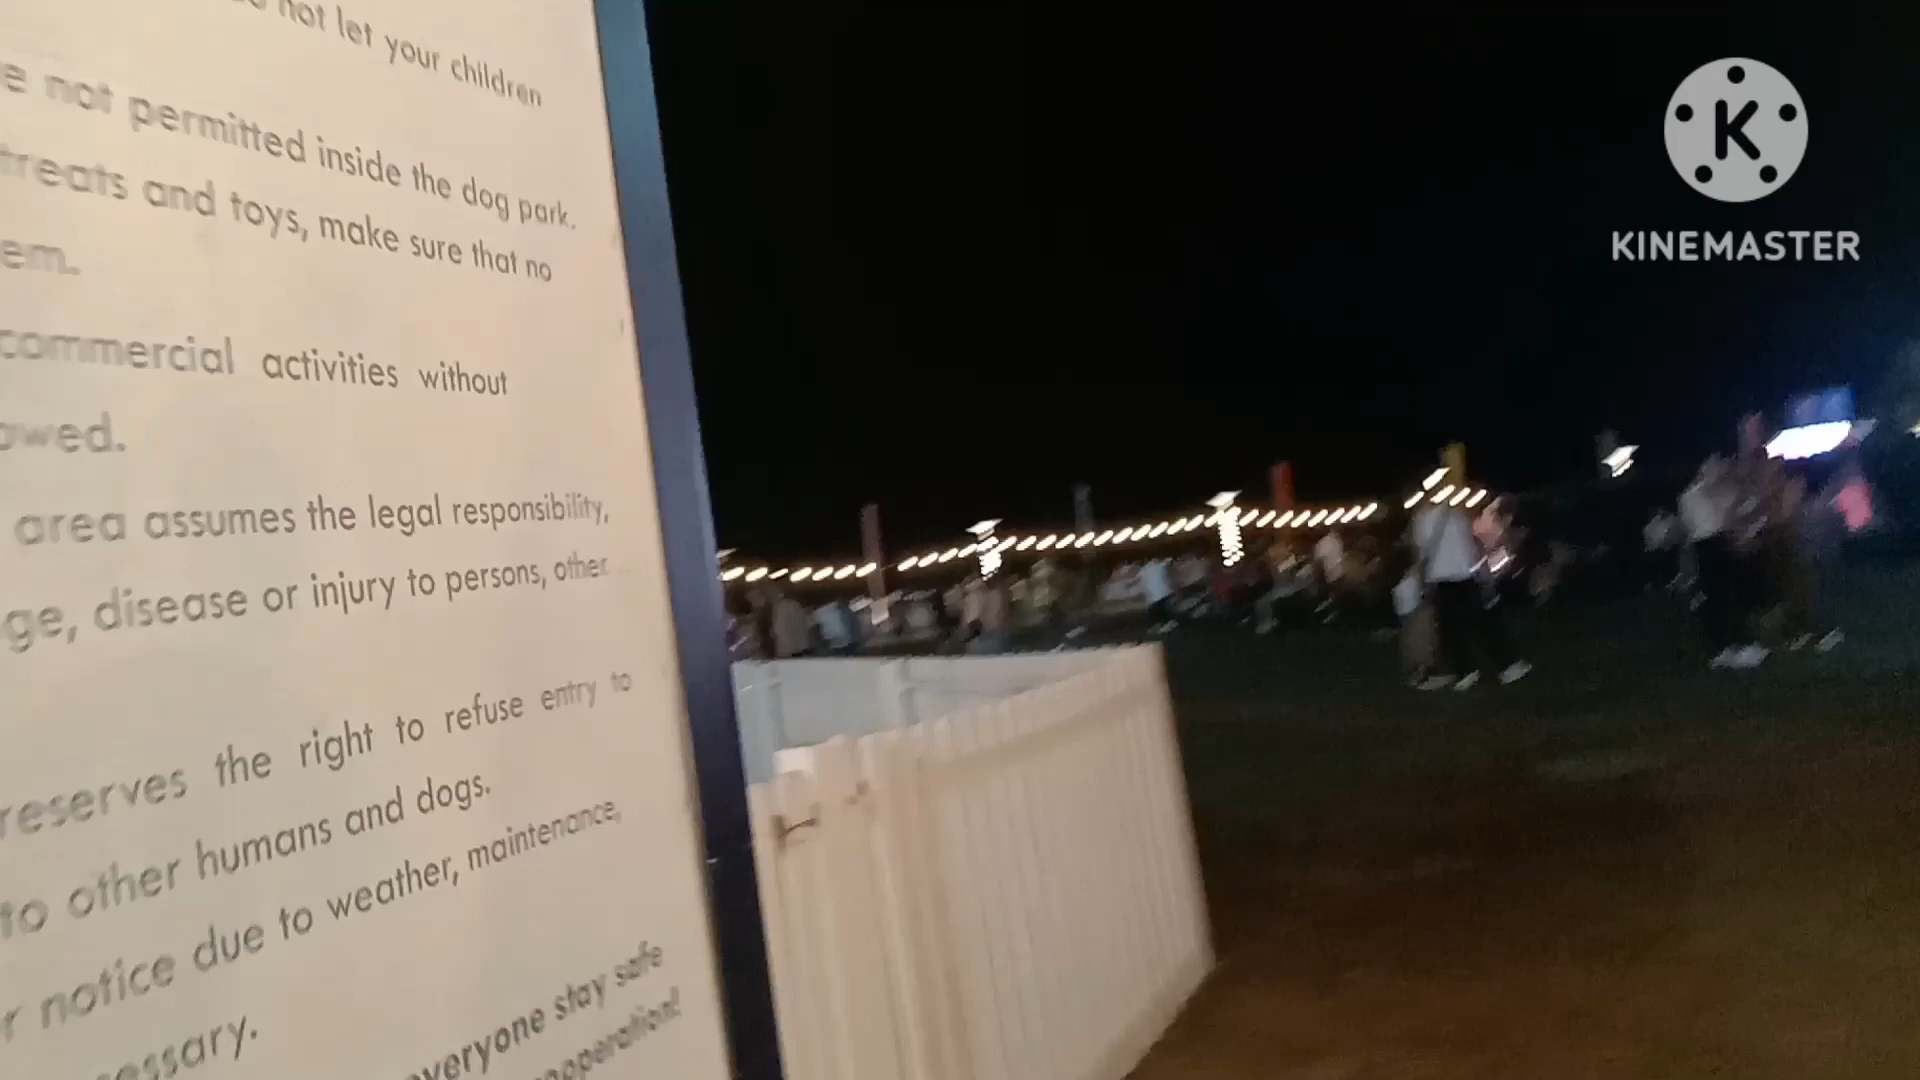 not let your children
not permitted inside the dog park.
treats and toys, make sure that no
em.
commercial activities without
owed.
area assumes the legal responsibility,
ge, disease or injury to persons, other
reserves the right to refuse entry to
to other humans and dogs.
r notice due to weather, maintenance,
essary.
everyone stay safe
ooperation!
K
KINEMASTER